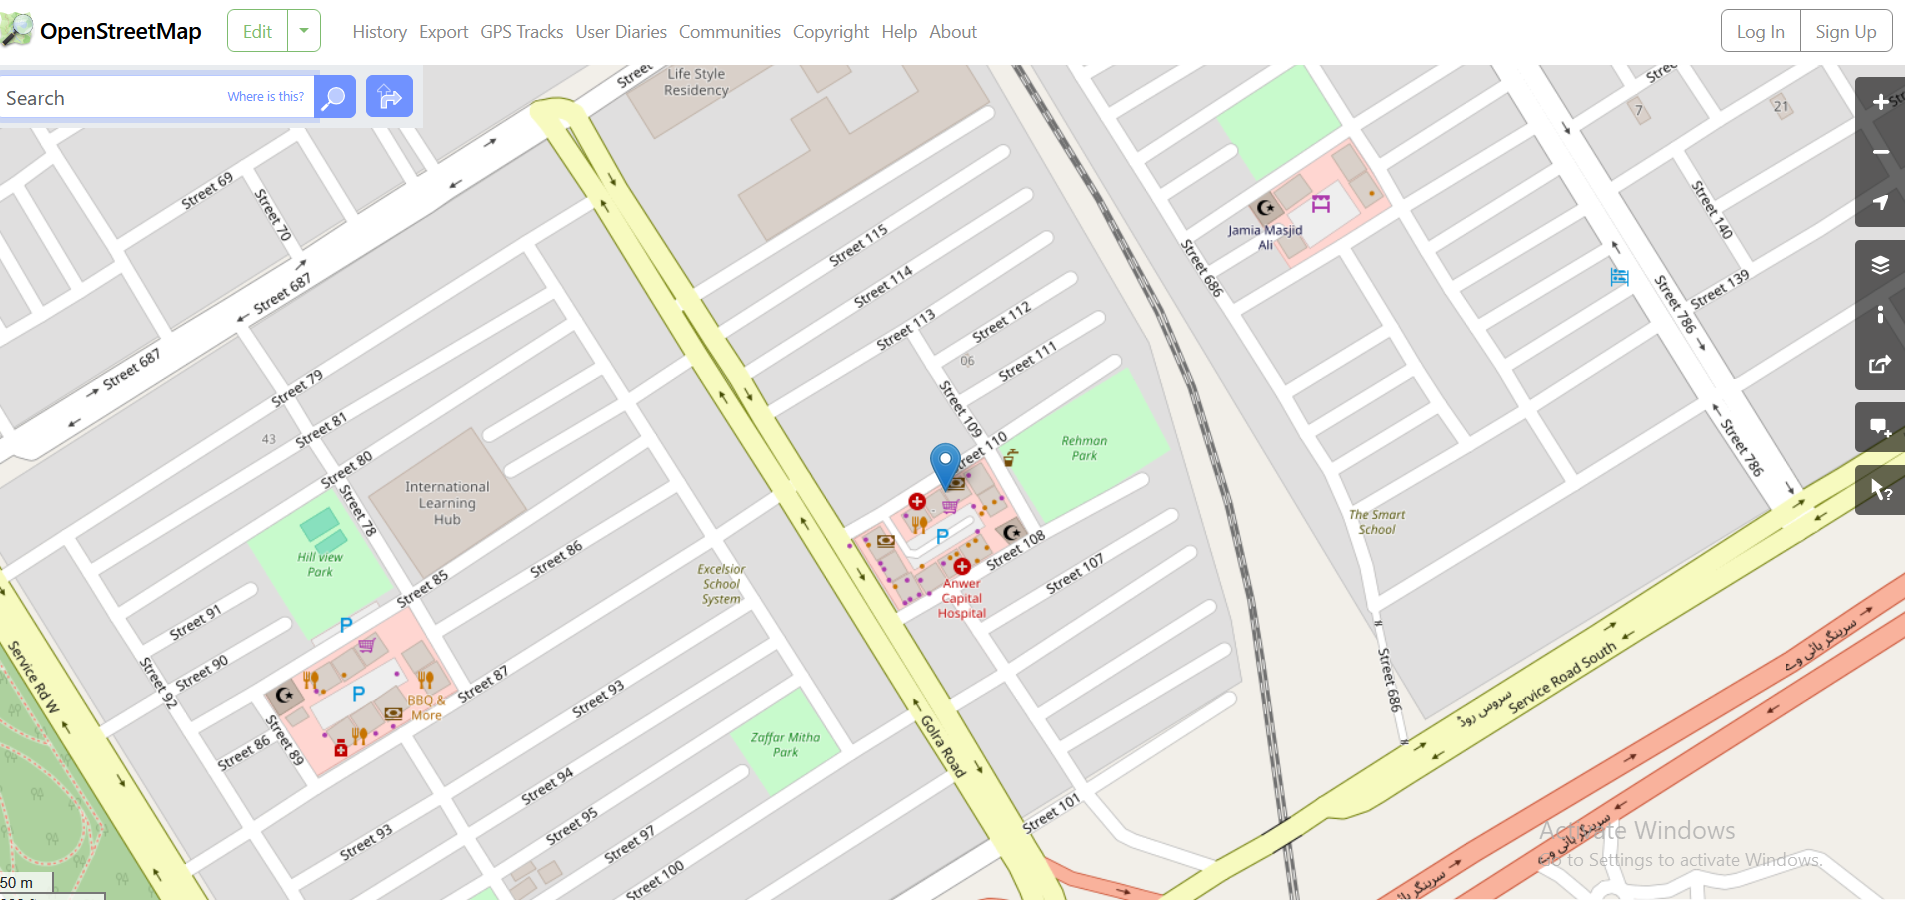 OpenStreetMap
Edit
History
Export
GPS Tracks
User Diaries
Communities
Copyright
Help
About
Log In
Sign Up
Search
Where is this?
Street
Life Style
Residency
7
21
Street 69
Street 70
Street 687
Street 687
Street 115
Street 114
Street 113
Street 112
Street 111
06
Street 109
Street 110
Rehman
Park
Jamia Masjid
Ali
Street 686
Street 140
Street 139
Street 786
Street 786
Street 79
Street 81
43
Street 80
Street 78
International
Learning
Hub
Hill view
Park
Street 86
Street 85
Excelsior
School
System
Street 91
Street 90
Street 92
Service Rd W
P
P
BBQ &
More
Street 87
Street 86
Street 89
Street 93
Street 94
Street 93
Street 95
Street 97
Street 100
Zaffar Mitha
Park
P
Street 108
Street 107
Anwer
Capital
Hospital
Golra Road
Street 101
The Smart
School
Street 686
سروس روڈ
Service Road South
سرینگر ہائی وے
سرینگر ہائی وے
Activate Windows
Go to Settings to activate Windows.
50 m